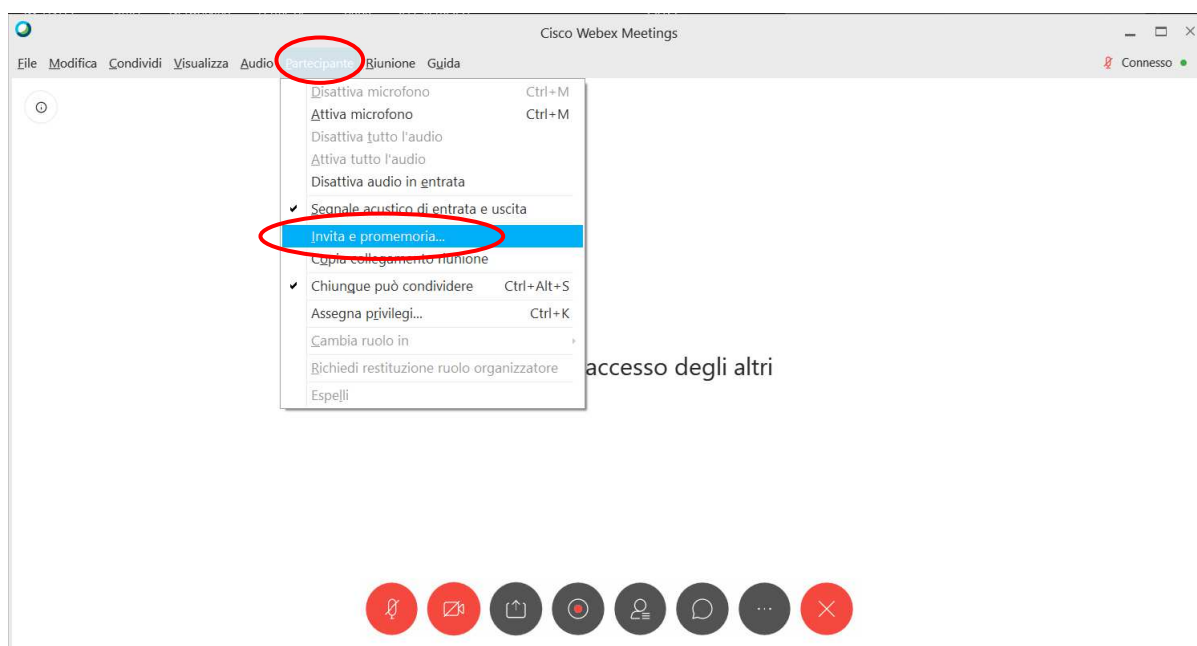 Cisco Webex Meetings
File Modifica Condividi Visualizza Audio Partecipante Riunione Guida
Connesso
Disattiva microfono Ctrl+M
Attiva microfono Ctrl+M
Disattiva tutto l'audio
Attiva tutto l'audio
Disattiva audio in entrata
Segnale acustico di entrata e uscita
Invita e promemoria...
Copia collegamento riunione
Chiunque può condividere Ctrl+Alt+S
Assegna privilegi... Ctrl+K
Cambia ruolo in
Richiedi restituzione ruolo organizzatore
accesso degli altri
Espelli